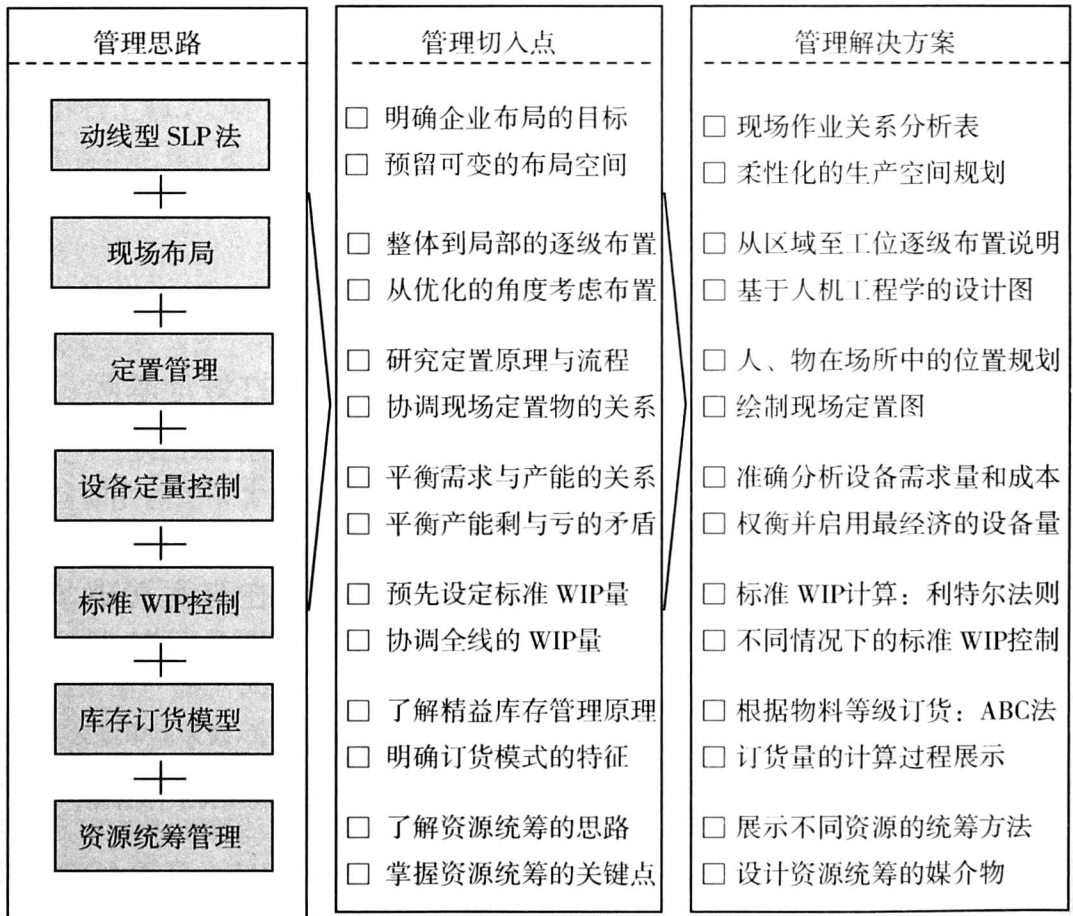 管理思路
动线型 SLP 法
+
现场布局
+
定置管理
+
设备定量控制
+
标准 WIP控制
+
库存订货模型
+
资源统筹管理
管理切入点
□ 明确企业布局的目标
□ 预留可变的布局空间
□ 整体到局部的逐级布置
□ 从优化的角度考虑布置
□ 研究定置原理与流程
□ 协调现场定置物的关系
□ 平衡需求与产能的关系
□ 平衡产能剩与亏的矛盾
□ 预先设定标准 WIP量
□ 协调全线的 WIP量
□ 了解精益库存管理原理
□ 明确订货模式的特征
□ 了解资源统筹的思路
□ 掌握资源统筹的关键点
管理解决方案
□ 现场作业关系分析表
□ 柔性化的生产空间规划
□ 从区域至工位逐级布置说明
□ 基于人机工程学的设计图
□ 人、物在场所中的位置规划
□ 绘制现场定置图
□ 准确分析设备需求量和成本
□ 权衡并启用最经济的设备量
□ 标准 WIP计算：利特尔法则
□ 不同情况下的标准 WIP控制
□ 根据物料等级订货：ABC法
□ 订货量的计算过程展示
□ 展示不同资源的统筹方法
□ 设计资源统筹的媒介物